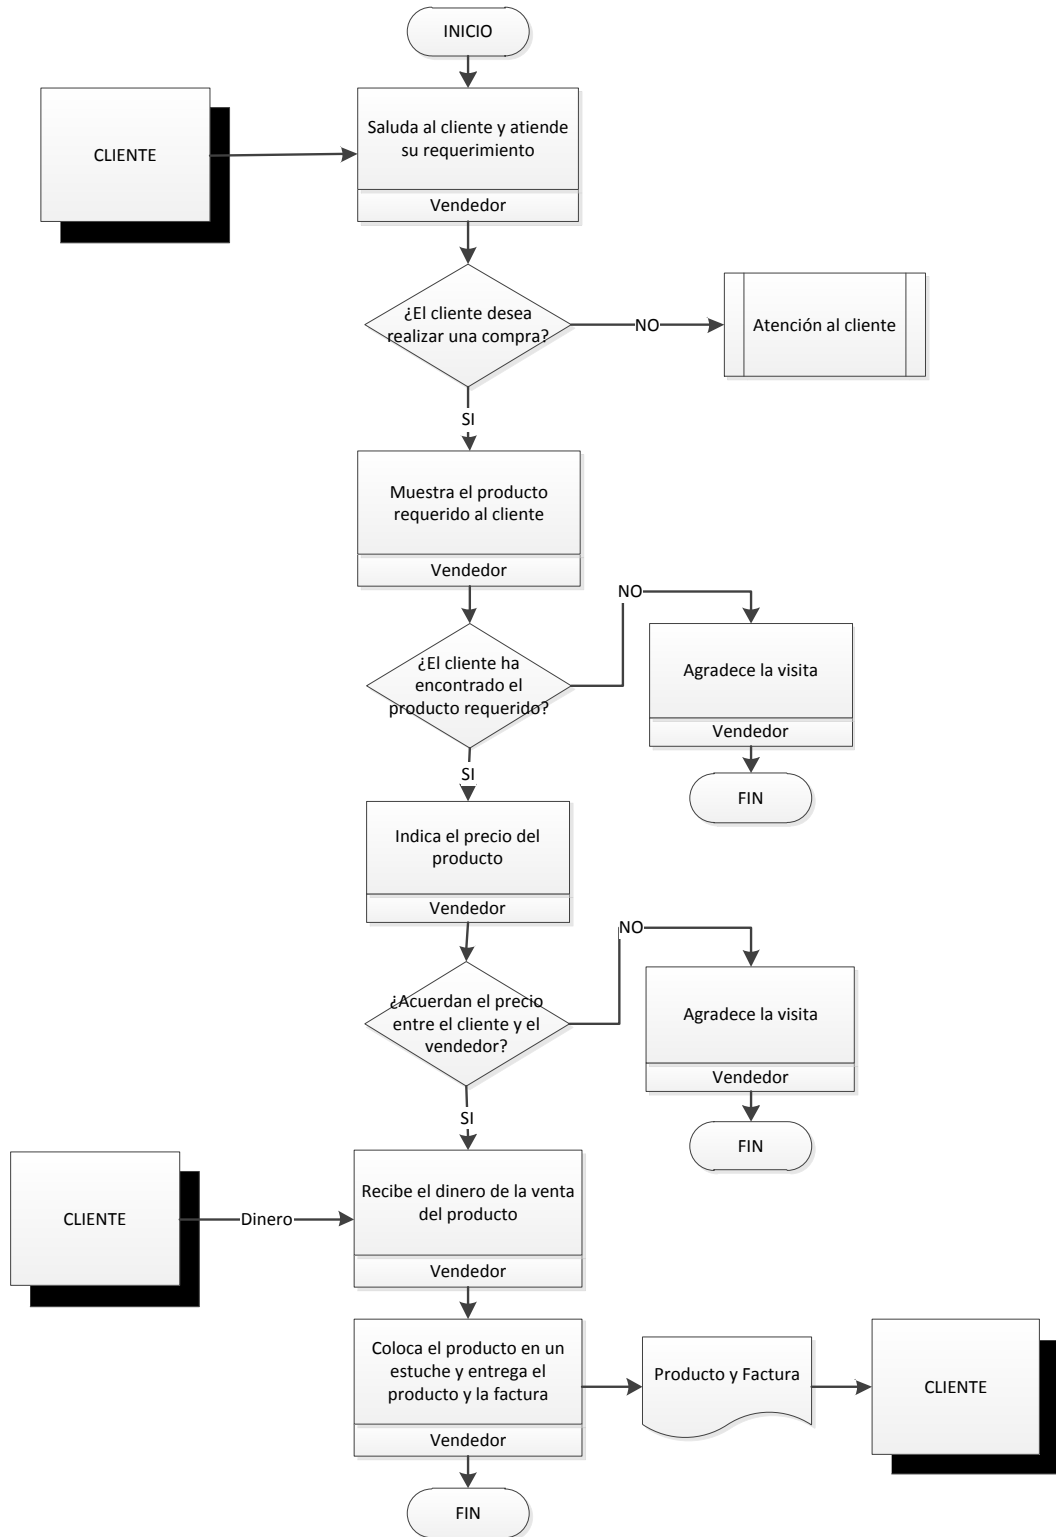 INICIO
CLIENTE
Saluda al cliente y atiende
su requerimiento
Vendedor
¿El cliente desea
realizar una compra?
NO
Atención al cliente
SI
Muestra el producto
requerido al cliente
Vendedor
NO
¿El cliente ha
encontrado el
producto requerido?
Agradece la visita
Vendedor
SI
FIN
Indica el precio del
producto
Vendedor
NO
¿Acuerdan el precio
entre el cliente y el
vendedor?
Agradece la visita
Vendedor
SI
FIN
CLIENTE
Dinero
Recibe el dinero de la venta
del producto
Vendedor
Coloca el producto en un
estuche y entrega el
producto y la factura
Vendedor
Producto y Factura
CLIENTE
FIN